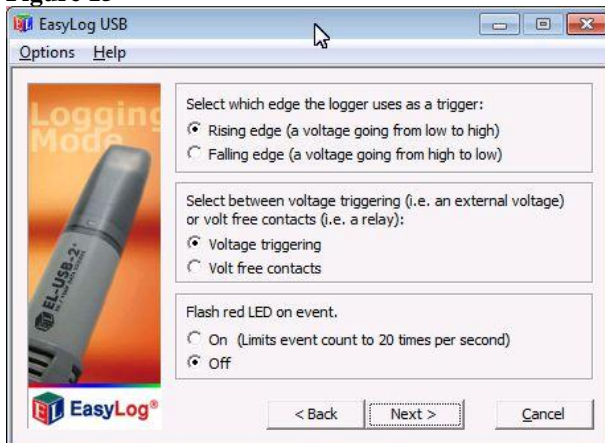 EasyLog USB
Options Help
Logging
Mode
EL-USB-2
Select which edge the logger uses as a trigger:
Rising edge (a voltage going from low to high)
Falling edge (a voltage going from high to low)
Select between voltage triggering (i.e. an external voltage)
or volt free contacts (i.e. a relay):
Voltage triggering
Volt free contacts
Flash red LED on event.
On (Limits event count to 20 times per second)
Off
EasyLog®
< Back Next > Cancel